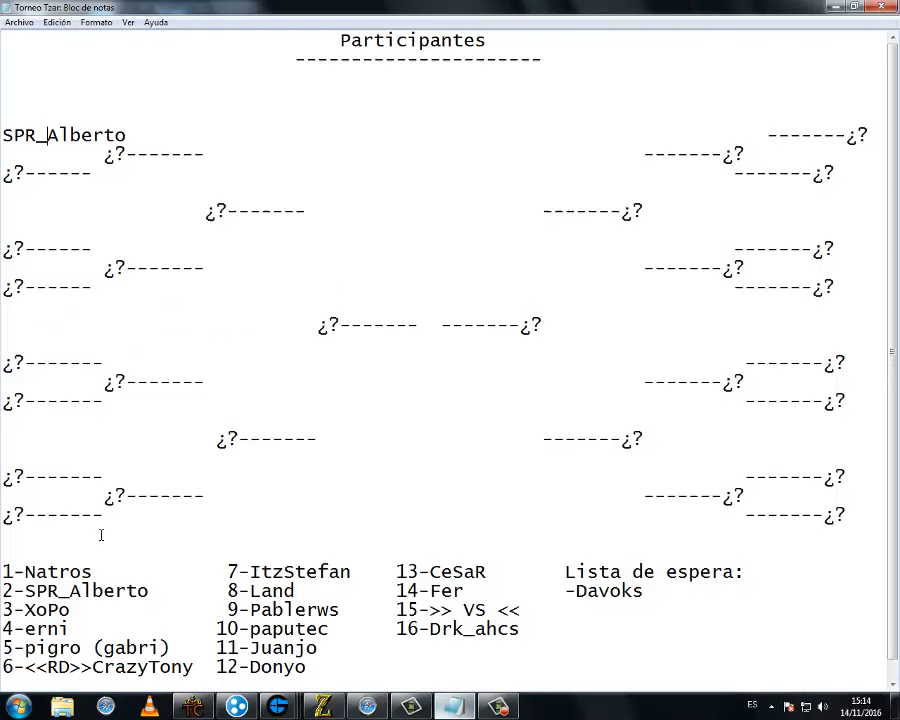 Torneo Tzar: Bloc de notas
Archivo Edición Formato Ver Ayuda
Participantes
----------------------
SPR_Alberto -------¿?
¿?------- -------¿?
¿?------ -------¿?
¿?------- -------¿?
¿?------ -------¿?
¿?------- -------¿?
¿?------ -------¿?
¿?------- -------¿?
¿?------- -------¿?
¿?------- -------¿?
¿?------- -------¿?
¿?------- -------¿?
¿?------- -------¿?
¿?------- -------¿?
¿?------- -------¿?
1-Natros 7-ItzStefan 13-CeSaR Lista de espera:
2-SPR_Alberto 8-Land 14-Fer -Davoks
3-XoPo 9-Pablerws 15->> VS <<
4-erni 10-paputec 16-Drk_ahcs
5-pigro (gabri) 11-Juanjo
6-<<RD>>CrazyTony 12-Donyo
ES 15:14
14/11/2016